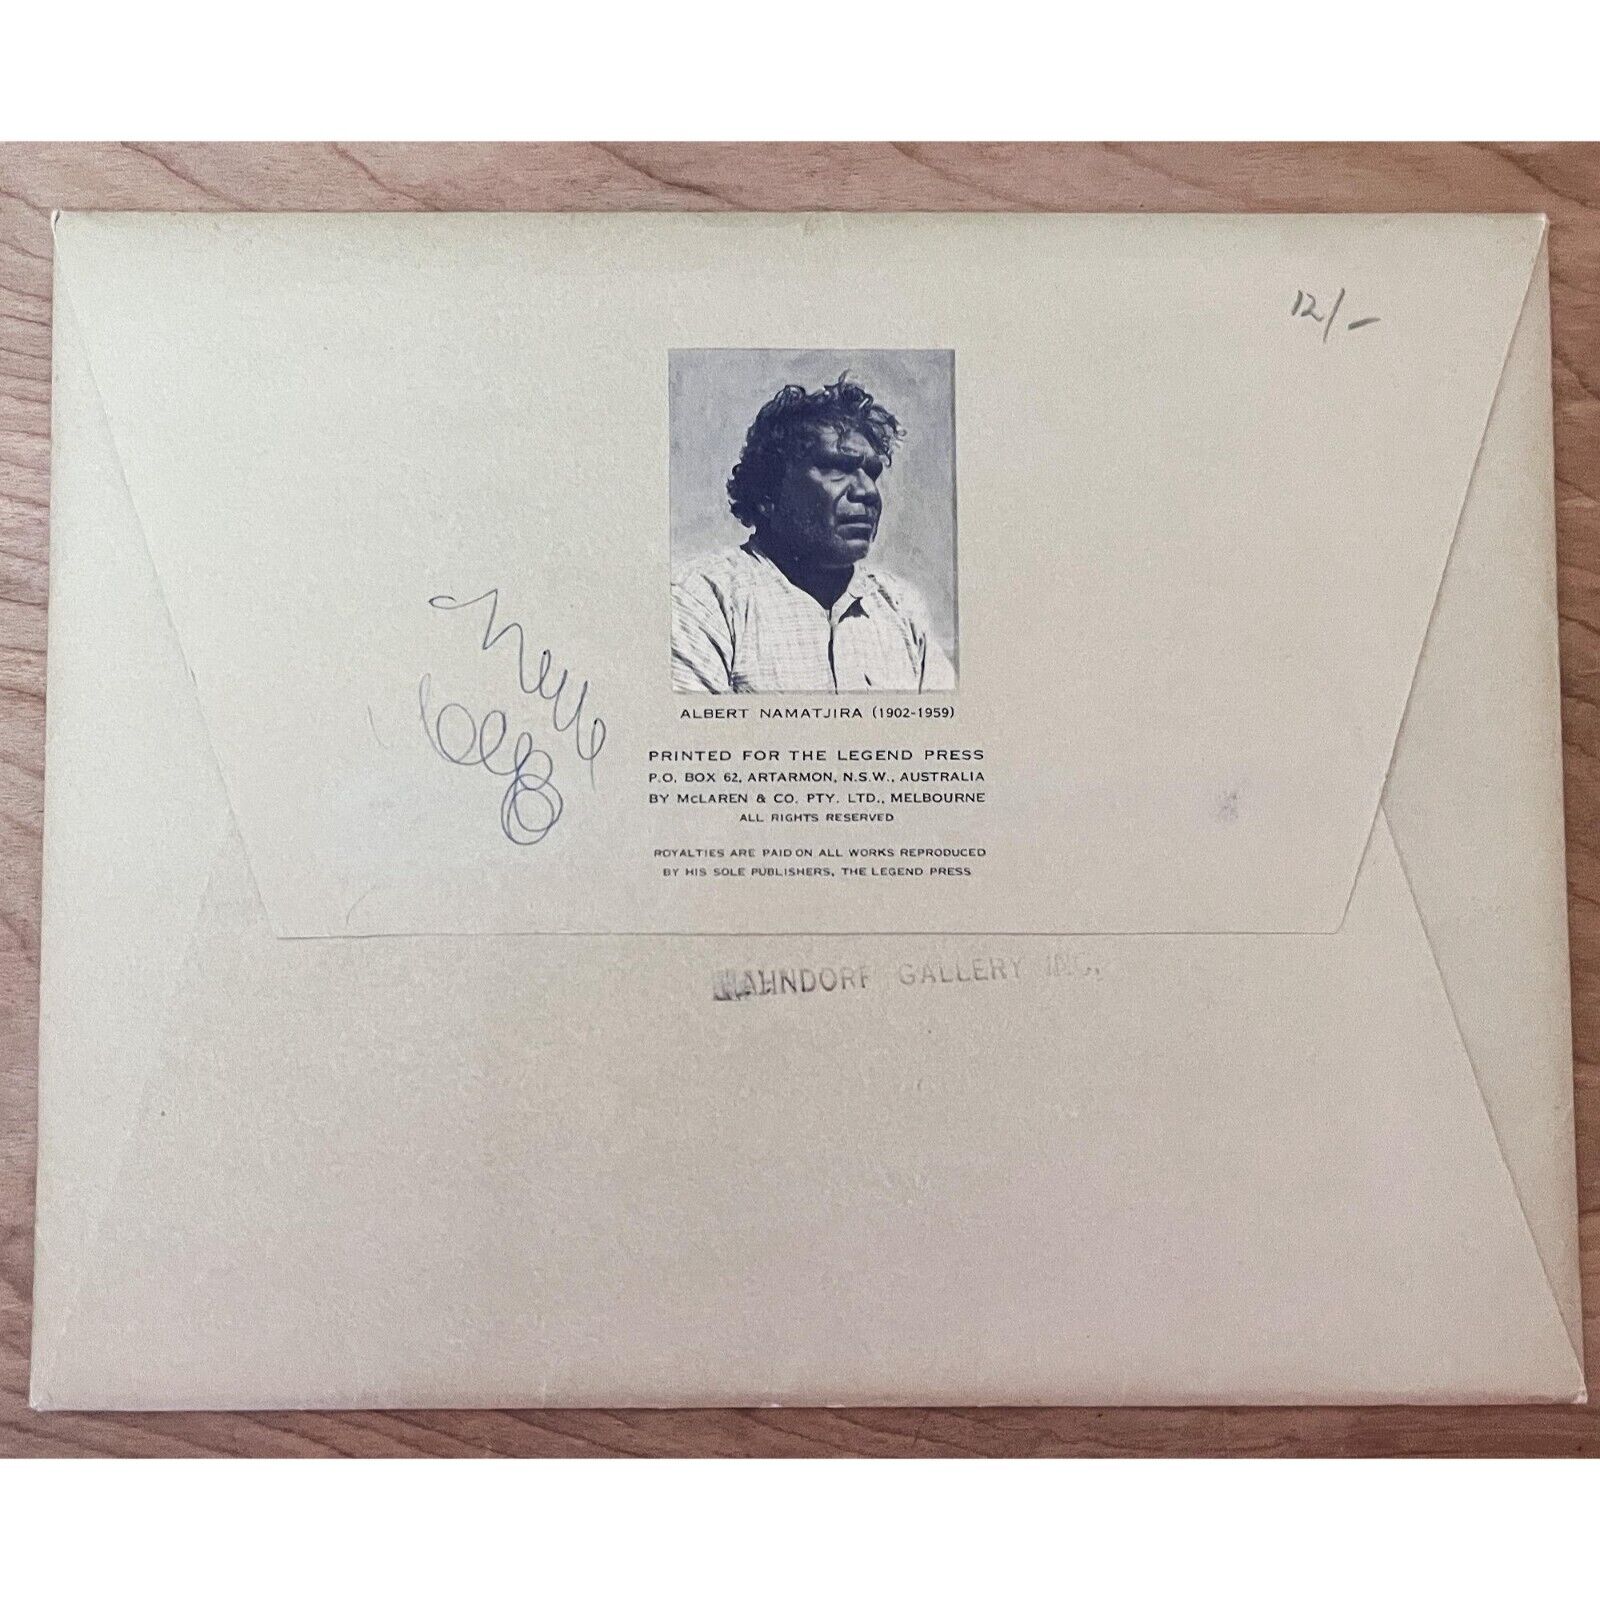 12/-
ALBERT NAMATJIRA (1902-1959)
PRINTED FOR THE LEGEND PRESS
P.O. BOX 62, ARTARMON, N.S.W., AUSTRALIA
BY McLAREN & CO. PTY. LTD., MELBOURNE
ALL RIGHTS RESERVED
ROYALTIES ARE PAID ON ALL WORKS REPRODUCED
BY HIS SOLE PUBLISHERS, THE LEGEND PRESS
HAHNDORF GALLERY INC.